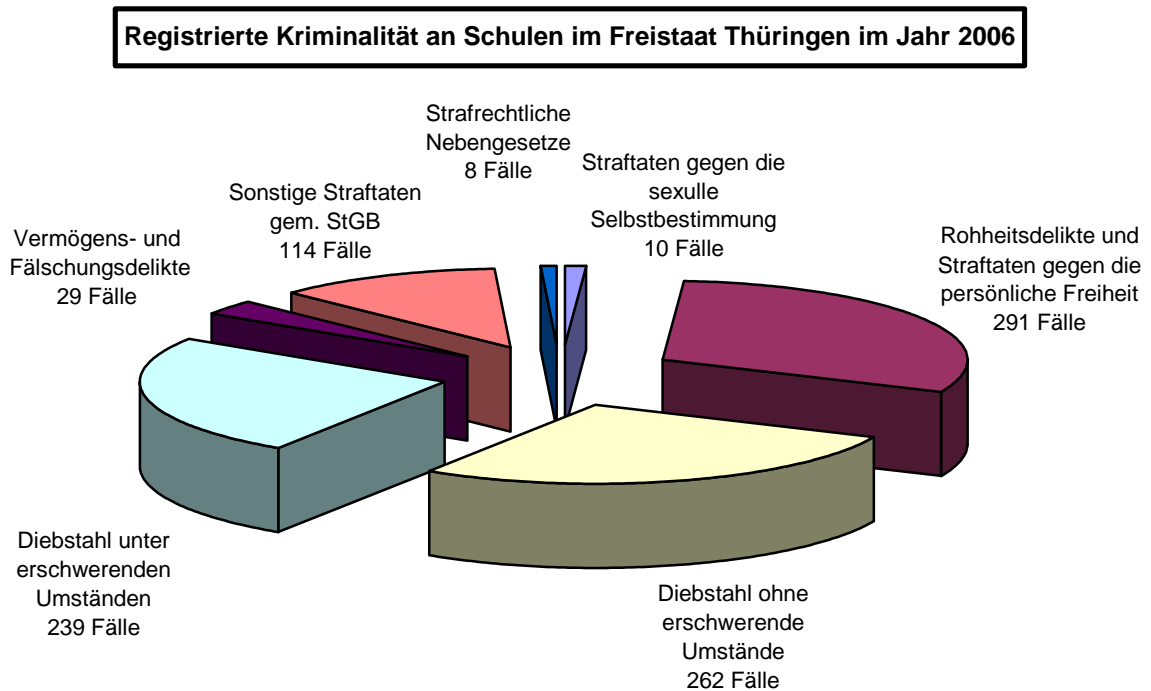 Registrierte Kriminalität an Schulen im Freistaat Thüringen im Jahr 2006
Strafrechtliche
Nebengesetze
8 Fälle
Straftaten gegen die
sexulle
Selbstbestimmung
10 Fälle
Sonstige Straftaten
gem. StGB
114 Fälle
Vermögens- und
Fälschungsdelikte
29 Fälle
Rohheitsdelikte und
Straftaten gegen die
persönliche Freiheit
291 Fälle
Diebstahl unter
erschwerenden
Umständen
239 Fälle
Diebstahl ohne
erschwerende
Umstände
262 Fälle